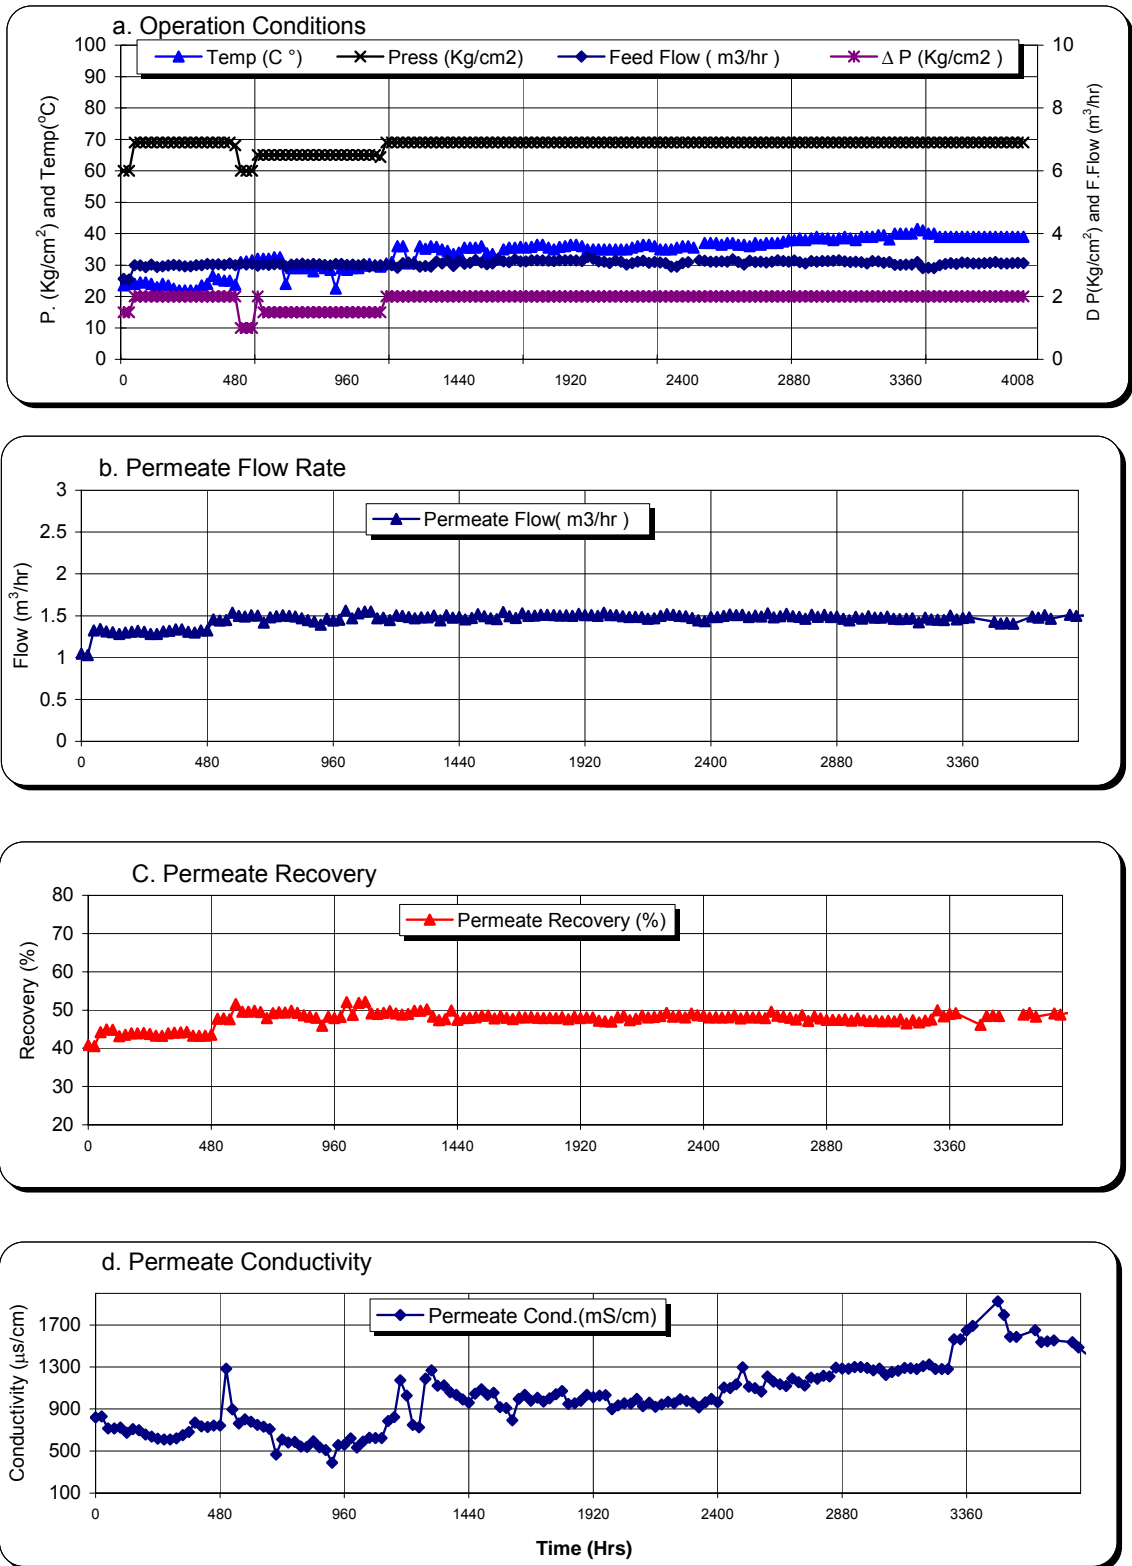 a. Operation Conditions
Temp (C °) Press (Kg/cm2) Feed Flow ( m3/hr ) Δ P (Kg/cm2 )
P. (Kg/cm2) and Temp(oC)
100
90
80
70
60
50
40
30
20
10
0
10
8
6
4
2
0
D P(Kg/cm2) and F.Flow (m3/hr)
0 480 960 1440 1920 2400 2880 3360 4008
b. Permeate Flow Rate
Permeate Flow( m3/hr )
Flow (m3/hr)
3
2.5
2
1.5
1
0.5
0
0 480 960 1440 1920 2400 2880 3360
C. Permeate Recovery
Permeate Recovery (%)
Recovery (%)
80
70
60
50
40
30
20
0 480 960 1440 1920 2400 2880 3360
d. Permeate Conductivity
Permeate Cond.(mS/cm)
Conductivity (µs/cm)
1700
1300
900
500
100
0 480 960 1440 1920 2400 2880 3360
Time (Hrs)